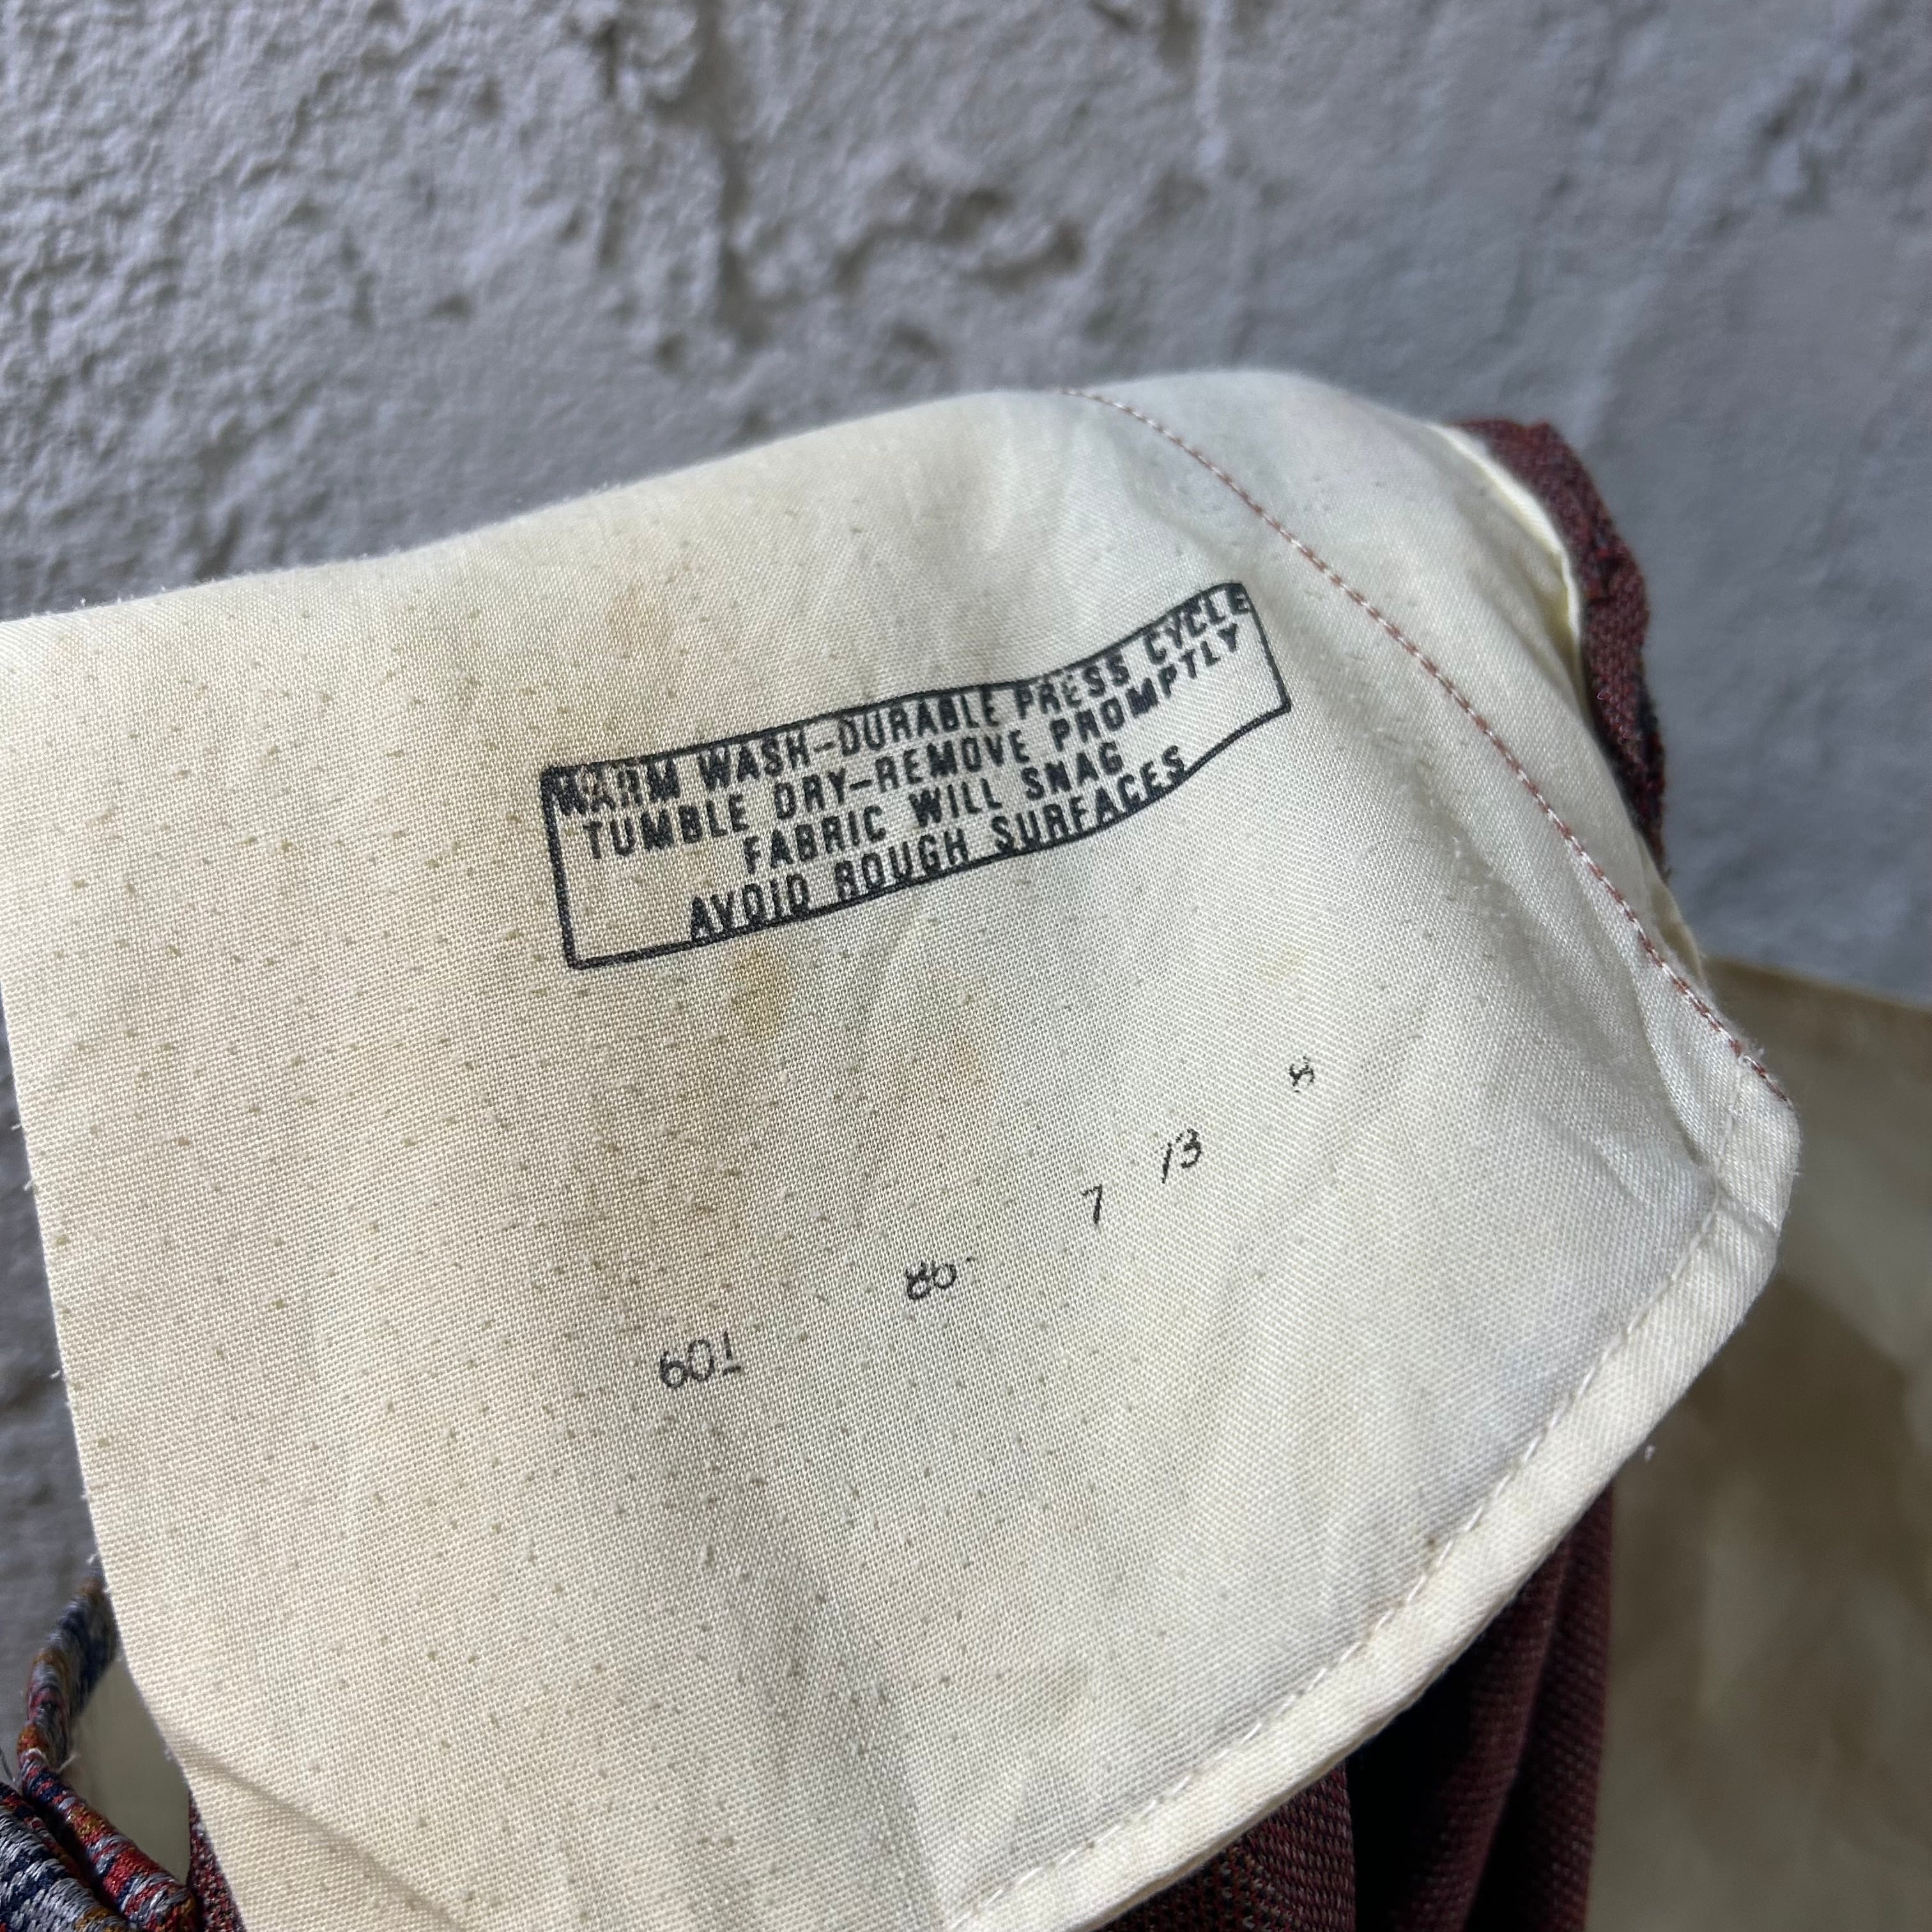 WARM WASH-DURABLE PRESS CYCLE
TUMBLE DRY-REMOVE PROMPTLY
FABRIC WILL SNAG
AVOID ROUGH SURFACES
601 80- 7 13 8